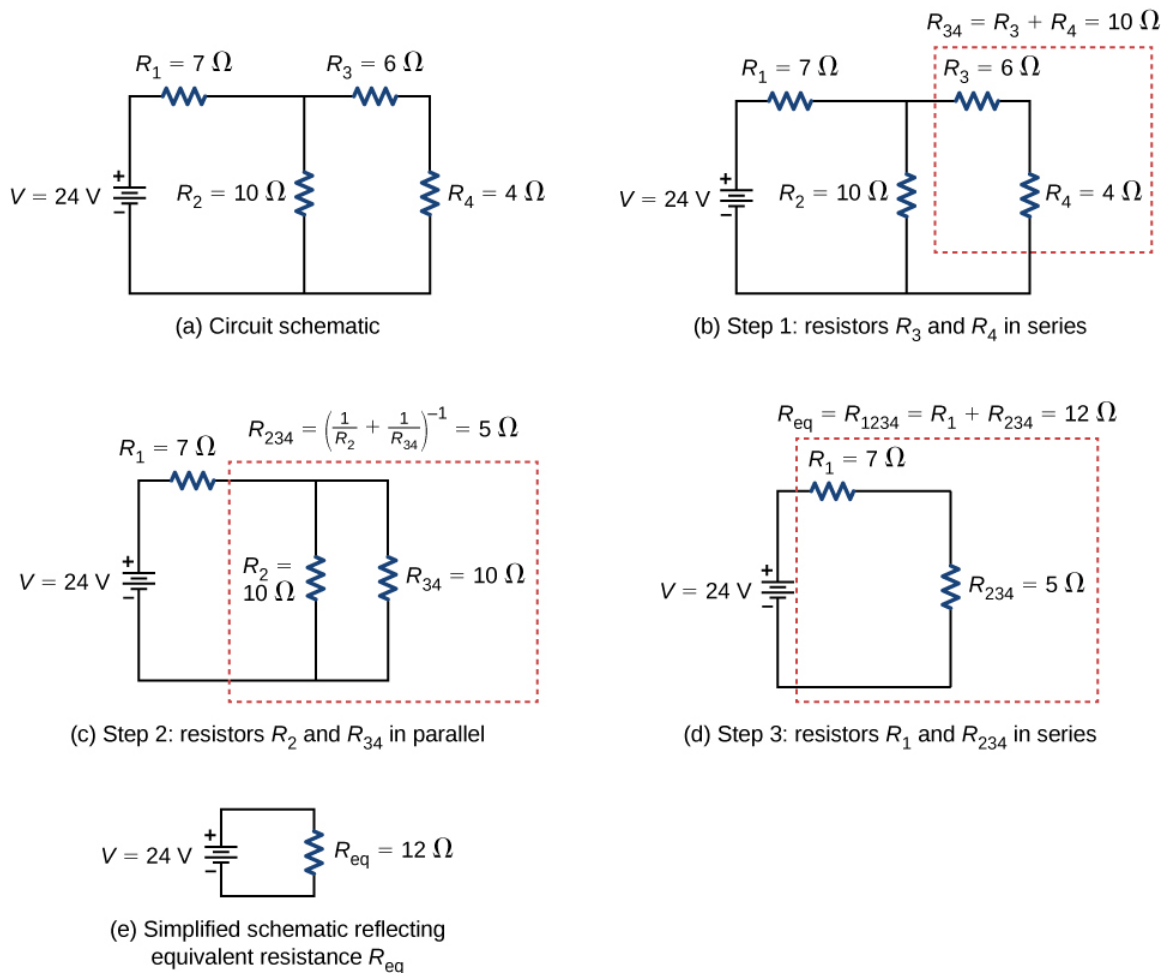 R₁ = 7 Ω
R₃ = 6 Ω
+
V = 24 V
−
R₂ = 10 Ω
R₄ = 4 Ω
(a) Circuit schematic
R₃₄ = R₃ + R₄ = 10 Ω
R₁ = 7 Ω
R₃ = 6 Ω
+
V = 24 V
−
R₂ = 10 Ω
R₄ = 4 Ω
(b) Step 1: resistors R₃ and R₄ in series
R₂₃₄ = (1/R₂ + 1/R₃₄)⁻¹ = 5 Ω
R₁ = 7 Ω
+
V = 24 V
−
R₂ =
10 Ω
R₃₄ = 10 Ω
(c) Step 2: resistors R₂ and R₃₄ in parallel
R_eq = R₁₂₃₄ = R₁ + R₂₃₄ = 12 Ω
R₁ = 7 Ω
+
V = 24 V
−
R₂₃₄ = 5 Ω
(d) Step 3: resistors R₁ and R₂₃₄ in series
+
V = 24 V
−
R_eq = 12 Ω
(e) Simplified schematic reflecting
equivalent resistance R_eq